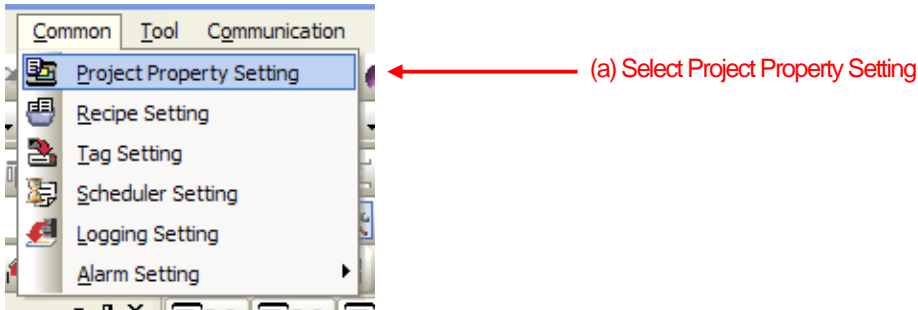 Common Tool Communication
Project Property Setting
(a) Select Project Property Setting
Recipe Setting
Tag Setting
Scheduler Setting
Logging Setting
Alarm Setting